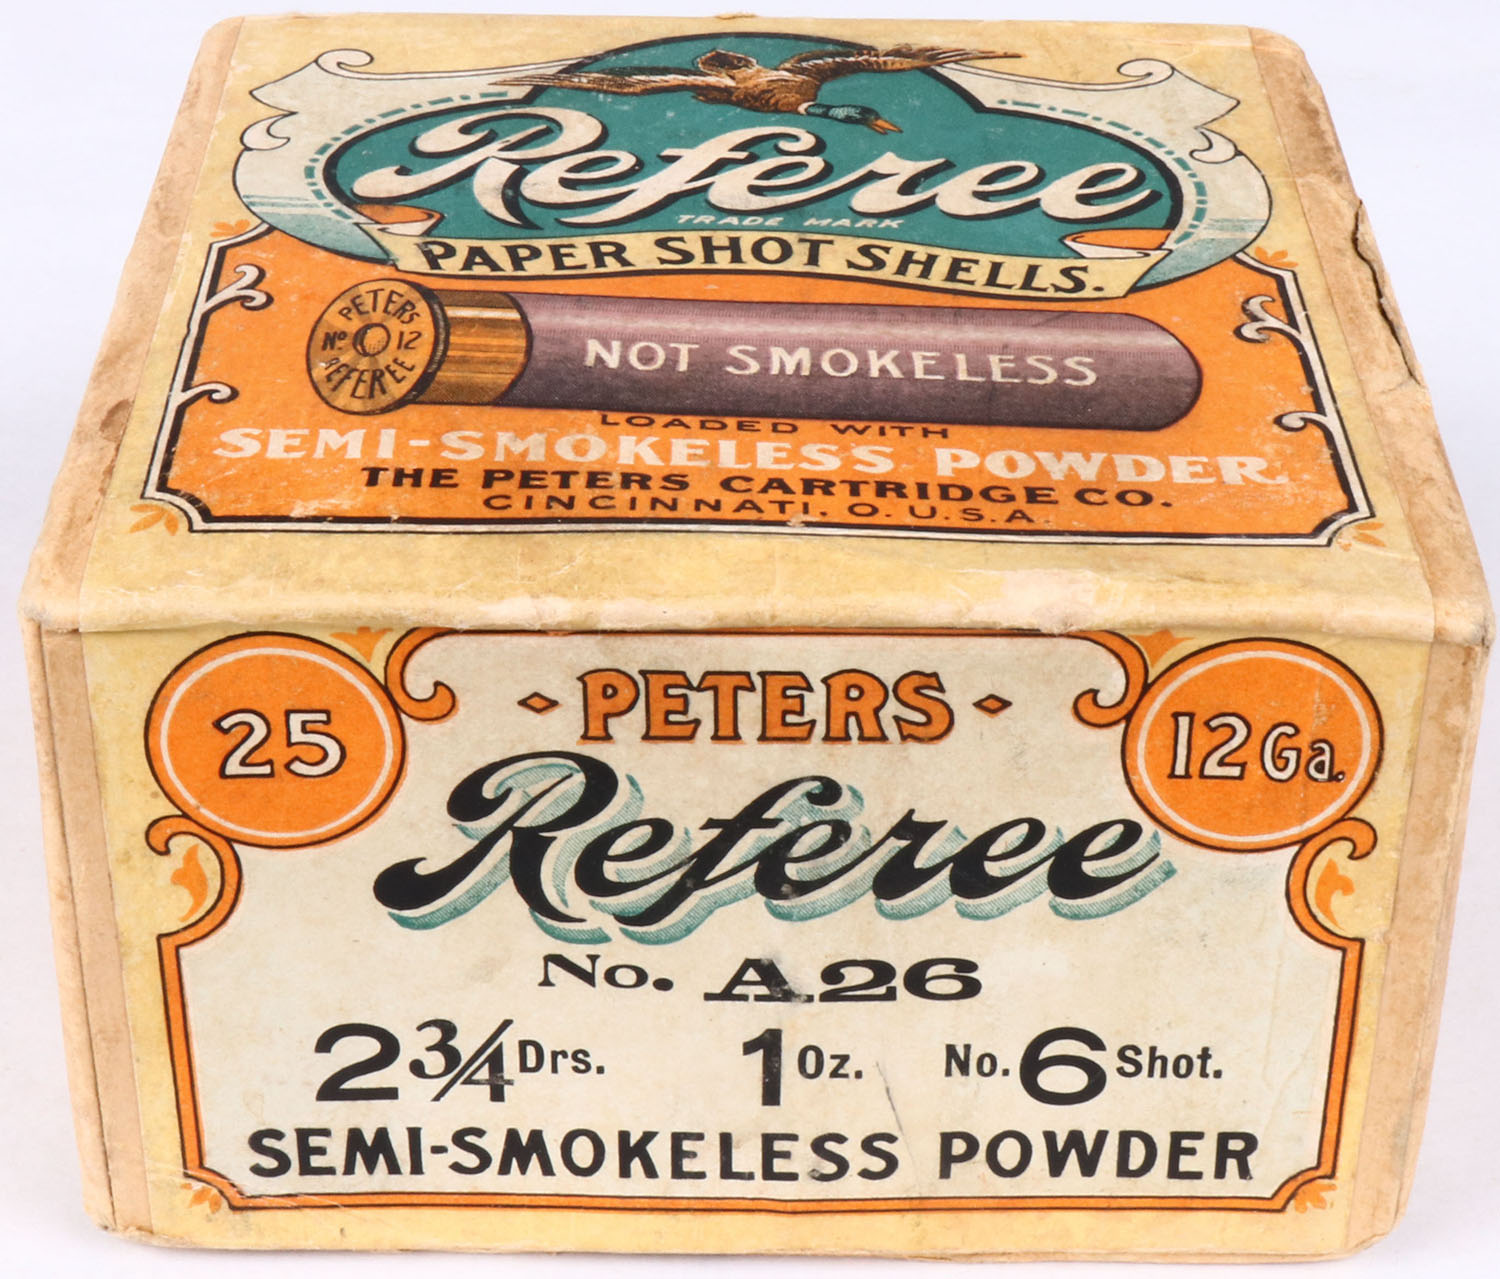 Referee
TRADE MARK
PAPER SHOT SHELLS.
PETERS
No 12
REFEREE
NOT SMOKELESS
LOADED WITH
SEMI-SMOKELESS POWDER
THE PETERS CARTRIDGE CO.
CINCINNATI, O. U.S.A.
25
PETERS
12 Ga.
Referee
No. A26
2 3/4 Drs. 1 Oz. No. 6 Shot.
SEMI-SMOKELESS POWDER